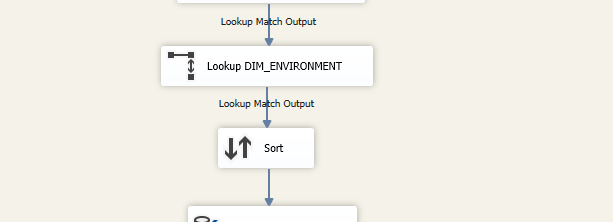 Lookup Match Output
Lookup DIM_ENVIRONMENT
Lookup Match Output
Sort